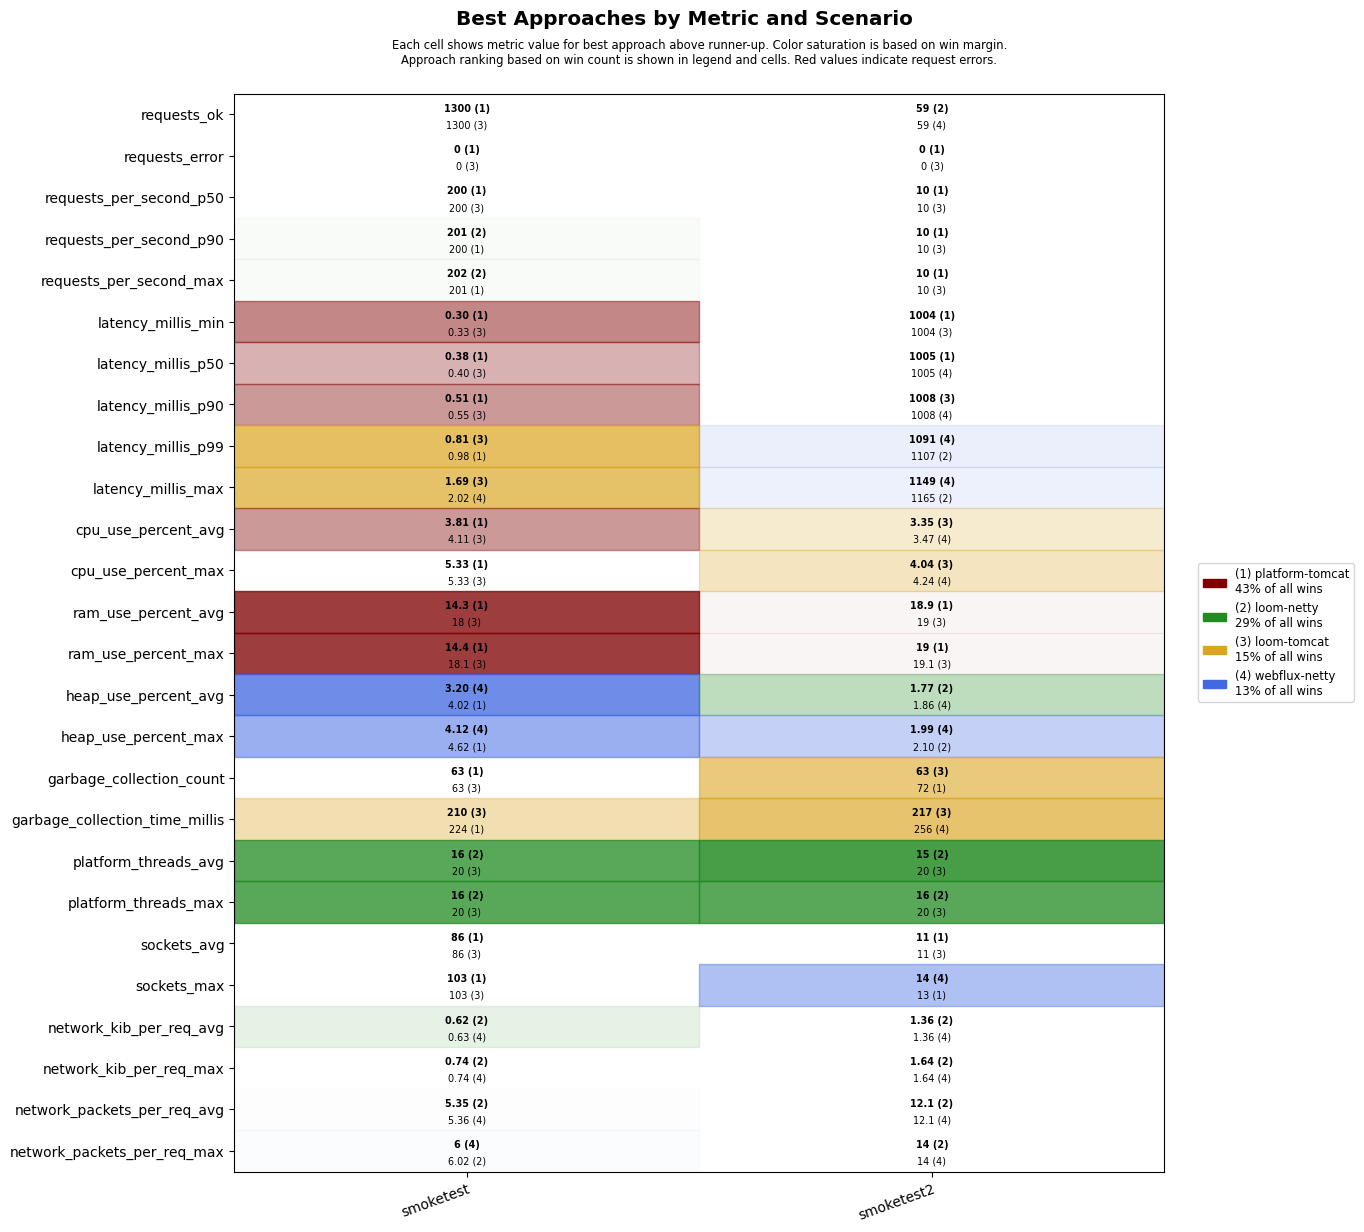 Best Approaches by Metric and Scenario
Each cell shows metric value for best approach above runner-up. Color saturation is based on win margin.
Approach ranking based on win count is shown in legend and cells. Red values indicate request errors.
requests_ok
1300 (1)
1300 (3)
59 (2)
59 (4)
requests_error
0 (1)
0 (3)
0 (1)
0 (3)
requests_per_second_p50
200 (1)
200 (3)
10 (1)
10 (3)
requests_per_second_p90
201 (2)
200 (1)
10 (1)
10 (3)
requests_per_second_max
202 (2)
201 (1)
10 (1)
10 (3)
latency_millis_min
0.30 (1)
0.33 (3)
1004 (1)
1004 (3)
latency_millis_p50
0.38 (1)
0.40 (3)
1005 (1)
1005 (4)
latency_millis_p90
0.51 (1)
0.55 (3)
1008 (3)
1008 (4)
latency_millis_p99
0.81 (3)
0.98 (1)
1091 (4)
1107 (2)
latency_millis_max
1.69 (3)
2.02 (4)
1149 (4)
1165 (2)
cpu_use_percent_avg
3.81 (1)
4.11 (3)
3.35 (3)
3.47 (4)
cpu_use_percent_max
5.33 (1)
5.33 (3)
4.04 (3)
4.24 (4)
ram_use_percent_avg
14.3 (1)
18 (3)
18.9 (1)
19 (3)
ram_use_percent_max
14.4 (1)
18.1 (3)
19 (1)
19.1 (3)
heap_use_percent_avg
3.20 (4)
4.02 (1)
1.77 (2)
1.86 (4)
heap_use_percent_max
4.12 (4)
4.62 (1)
1.99 (4)
2.10 (2)
garbage_collection_count
63 (1)
63 (3)
63 (3)
72 (1)
garbage_collection_time_millis
210 (3)
224 (1)
217 (3)
256 (4)
platform_threads_avg
16 (2)
20 (3)
15 (2)
20 (3)
platform_threads_max
16 (2)
20 (3)
16 (2)
20 (3)
sockets_avg
86 (1)
86 (3)
11 (1)
11 (3)
sockets_max
103 (1)
103 (3)
14 (4)
13 (1)
network_kib_per_req_avg
0.62 (2)
0.63 (4)
1.36 (2)
1.36 (4)
network_kib_per_req_max
0.74 (2)
0.74 (4)
1.64 (2)
1.64 (4)
network_packets_per_req_avg
5.35 (2)
5.36 (4)
12.1 (2)
12.1 (4)
network_packets_per_req_max
6 (4)
6.02 (2)
14 (2)
14 (4)
smoketest
smoketest2
(1) platform-tomcat
43% of all wins
(2) loom-netty
29% of all wins
(3) loom-tomcat
15% of all wins
(4) webflux-netty
13% of all wins